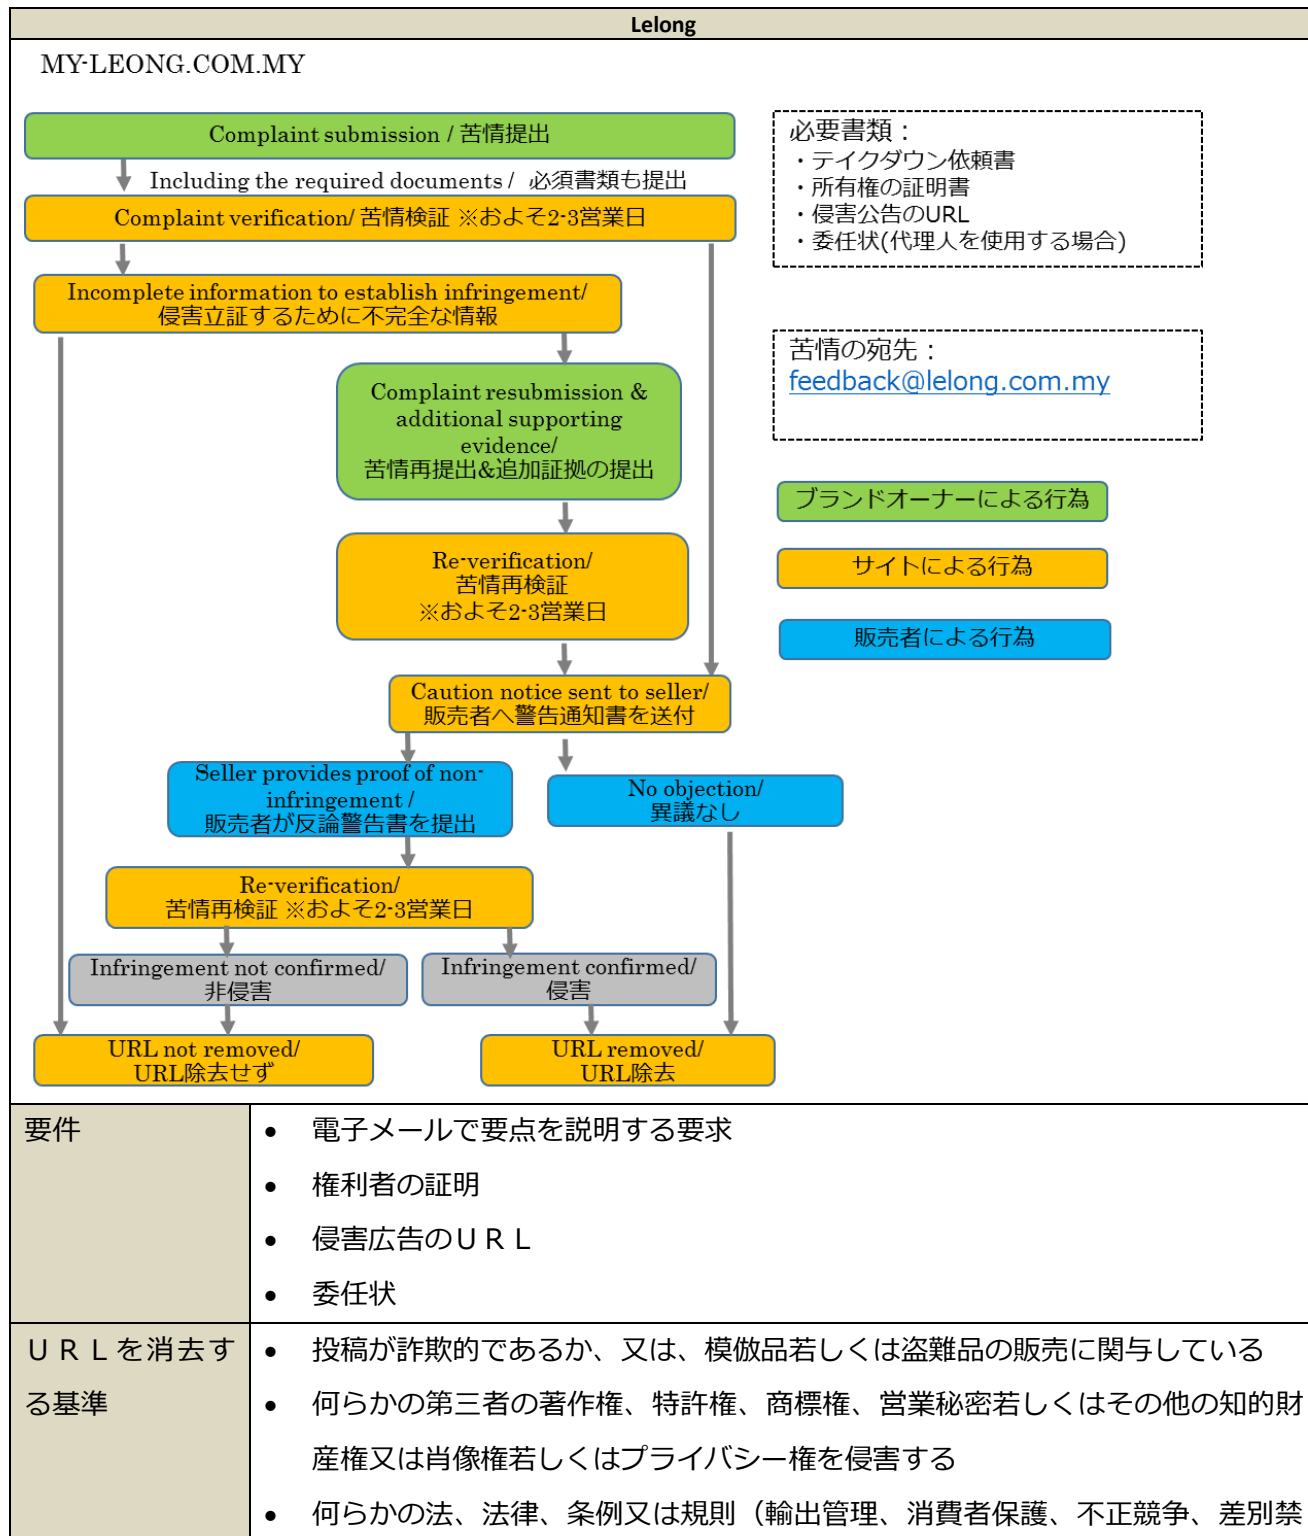 Lelong
MY-LEONG.COM.MY
Complaint submission / 苦情提出
Including the required documents / 必須書類も提出
Complaint verification/ 苦情検証 ※およそ2-3営業日
Incomplete information to establish infringement/
侵害立証するために不完全な情報
Complaint resubmission &
additional supporting
evidence/
苦情再提出&追加証拠の提出
Re-verification/
苦情再検証
※およそ2-3営業日
Caution notice sent to seller/
販売者へ警告通知書を送付
Seller provides proof of non-
infringement /
販売者が反論警告書を提出
No objection/
異議なし
Re-verification/
苦情再検証 ※およそ2-3営業日
Infringement not confirmed/
非侵害
Infringement confirmed/
侵害
URL not removed/
URL除去せず
URL removed/
URL除去
必要書類：
・テイクダウン依頼書
・所有権の証明書
・侵害公告のURL
・委任状(代理人を使用する場合)
苦情の宛先：
feedback@lelong.com.my
ブランドオーナーによる行為
サイトによる行為
販売者による行為
要件
• 電子メールで要点を説明する要求
• 権利者の証明
• 侵害広告のＵＲＬ
• 委任状
ＵＲＬを消去す
る基準
• 投稿が詐欺的であるか、又は、模倣品若しくは盗難品の販売に関与している
• 何らかの第三者の著作権、特許権、商標権、営業秘密若しくはその他の知的財
産権又は肖像権若しくはプライバシー権を侵害する
• 何らかの法、法律、条例又は規則（輸出管理、消費者保護、不正競争、差別禁